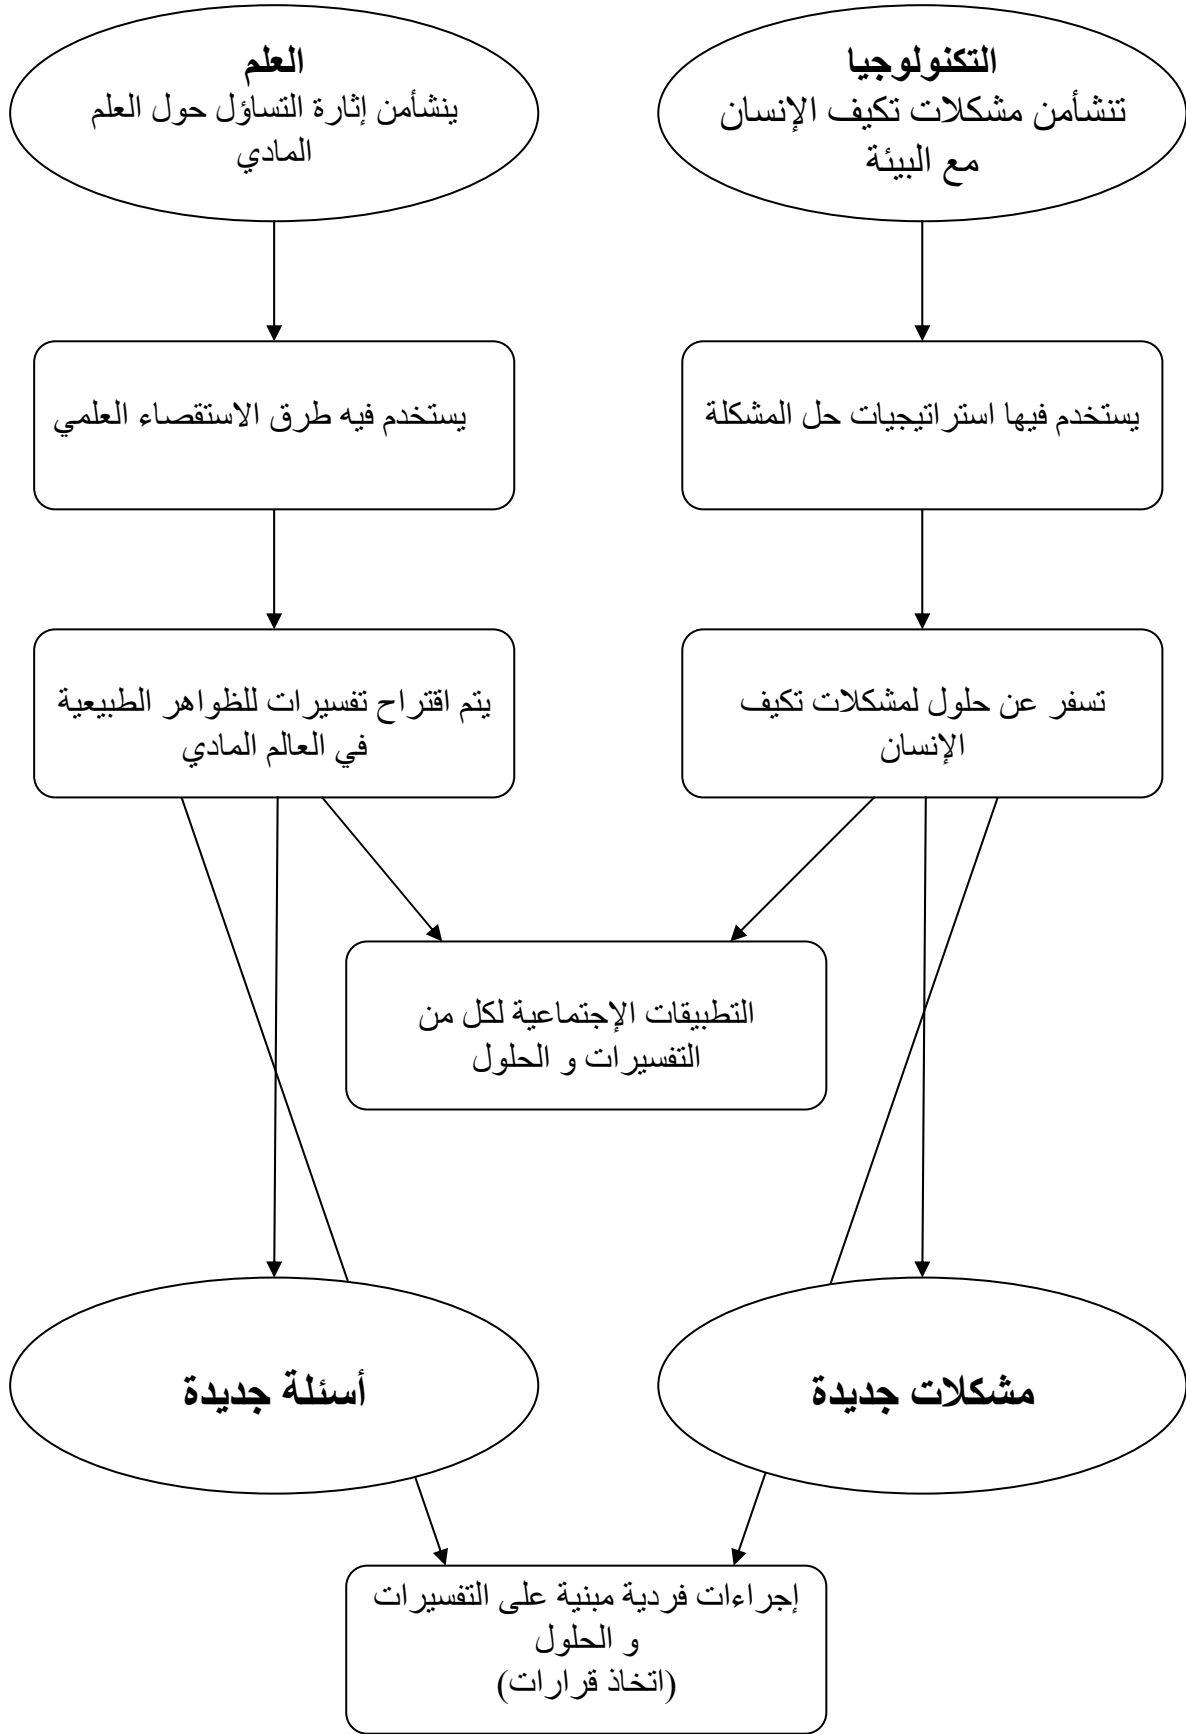 التكنولوجيا
تنشأمن مشكلات تكيف الإنسان
مع البيئة
العلم
ينشأمن إثارة التساؤل حول العلم
المادي
يستخدم فيها استراتيجيات حل المشكلة
يستخدم فيه طرق الاستقصاء العلمي
تسفر عن حلول لمشكلات تكيف
الإنسان
يتم اقتراح تفسيرات للظواهر الطبيعية
في العالم المادي
التطبيقات الإجتماعية لكل من
التفسيرات و الحلول
مشكلات جديدة
أسئلة جديدة
إجراءات فردية مبنية على التفسيرات
و الحلول
(اتخاذ قرارات)